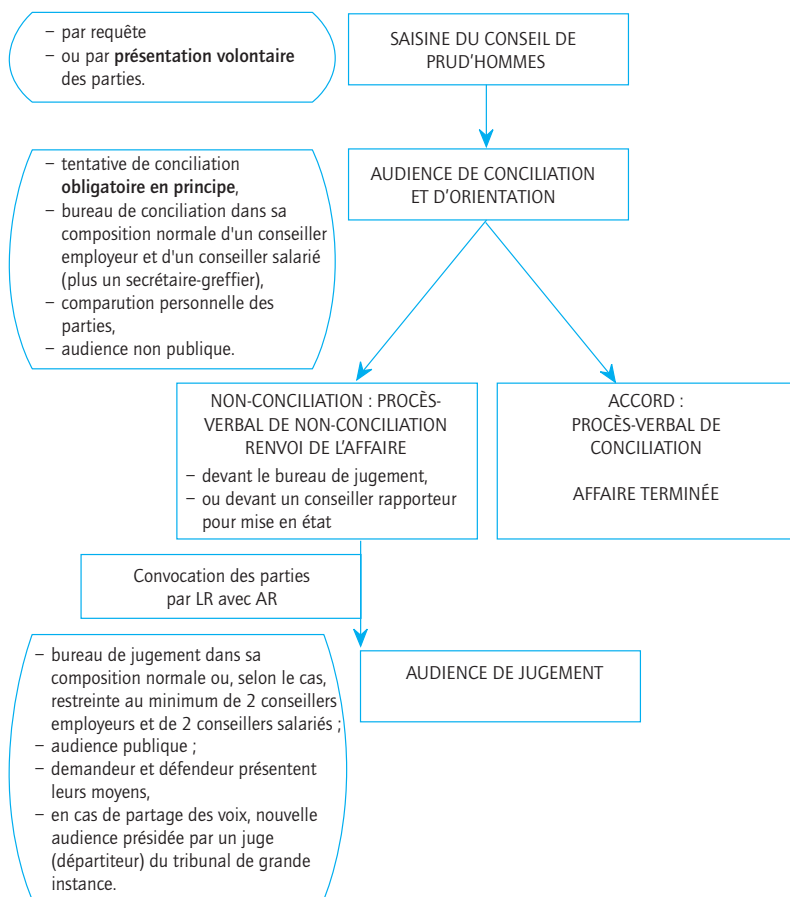 – par requête
– ou par présentation volontaire
des parties.
SAISINE DU CONSEIL DE
PRUD'HOMMES
– tentative de conciliation
obligatoire en principe,
– bureau de conciliation dans sa
composition normale d'un conseiller
employeur et d'un conseiller salarié
(plus un secrétaire-greffier),
– comparution personnelle des
parties,
– audience non publique.
AUDIENCE DE CONCILIATION
ET D'ORIENTATION
NON-CONCILIATION : PROCÈS-
VERBAL DE NON-CONCILIATION
RENVOI DE L'AFFAIRE
– devant le bureau de jugement,
– ou devant un conseiller rapporteur
pour mise en état
ACCORD :
PROCÈS-VERBAL DE
CONCILIATION
AFFAIRE TERMINÉE
Convocation des parties
par LR avec AR
– bureau de jugement dans sa
composition normale ou, selon le cas,
restreinte au minimum de 2 conseillers
employeurs et de 2 conseillers salariés ;
– audience publique ;
– demandeur et défendeur présentent
leurs moyens,
– en cas de partage des voix, nouvelle
audience présidée par un juge
(départiteur) du tribunal de grande
instance.
AUDIENCE DE JUGEMENT